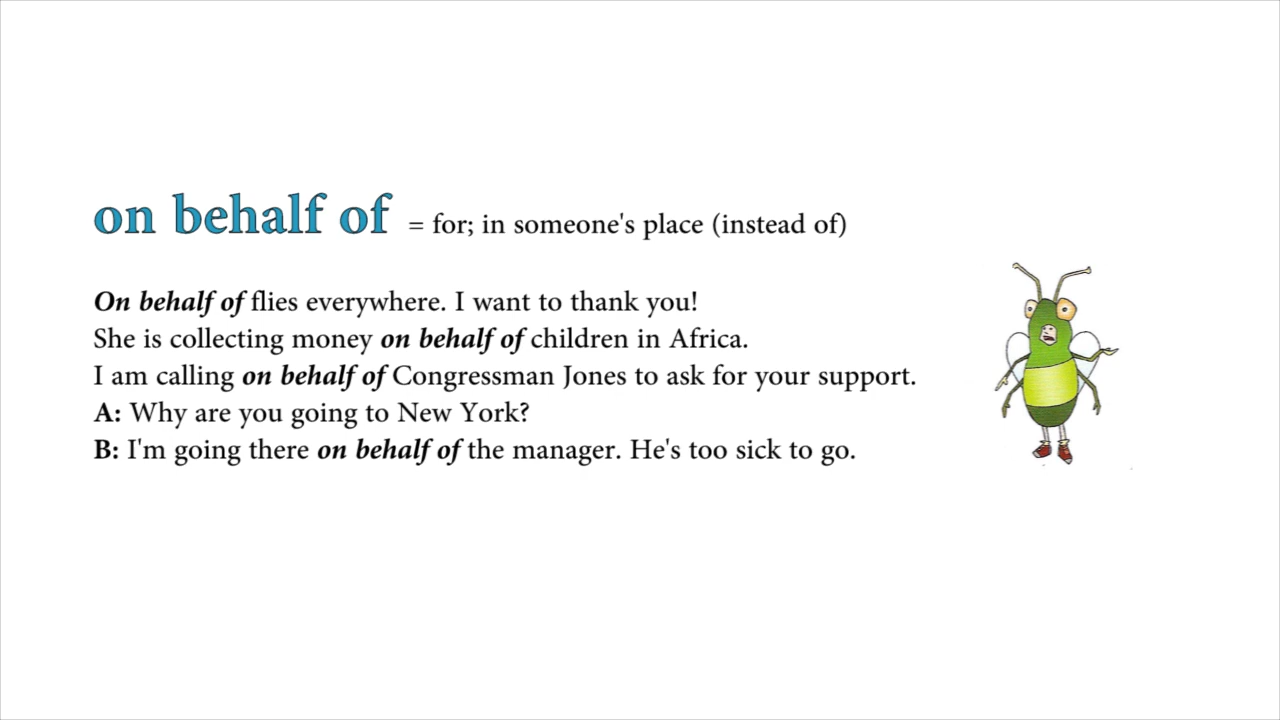 on behalf of = for; in someone's place (instead of)
On behalf of flies everywhere. I want to thank you!
She is collecting money on behalf of children in Africa.
I am calling on behalf of Congressman Jones to ask for your support.
A: Why are you going to New York?
B: I'm going there on behalf of the manager. He's too sick to go.